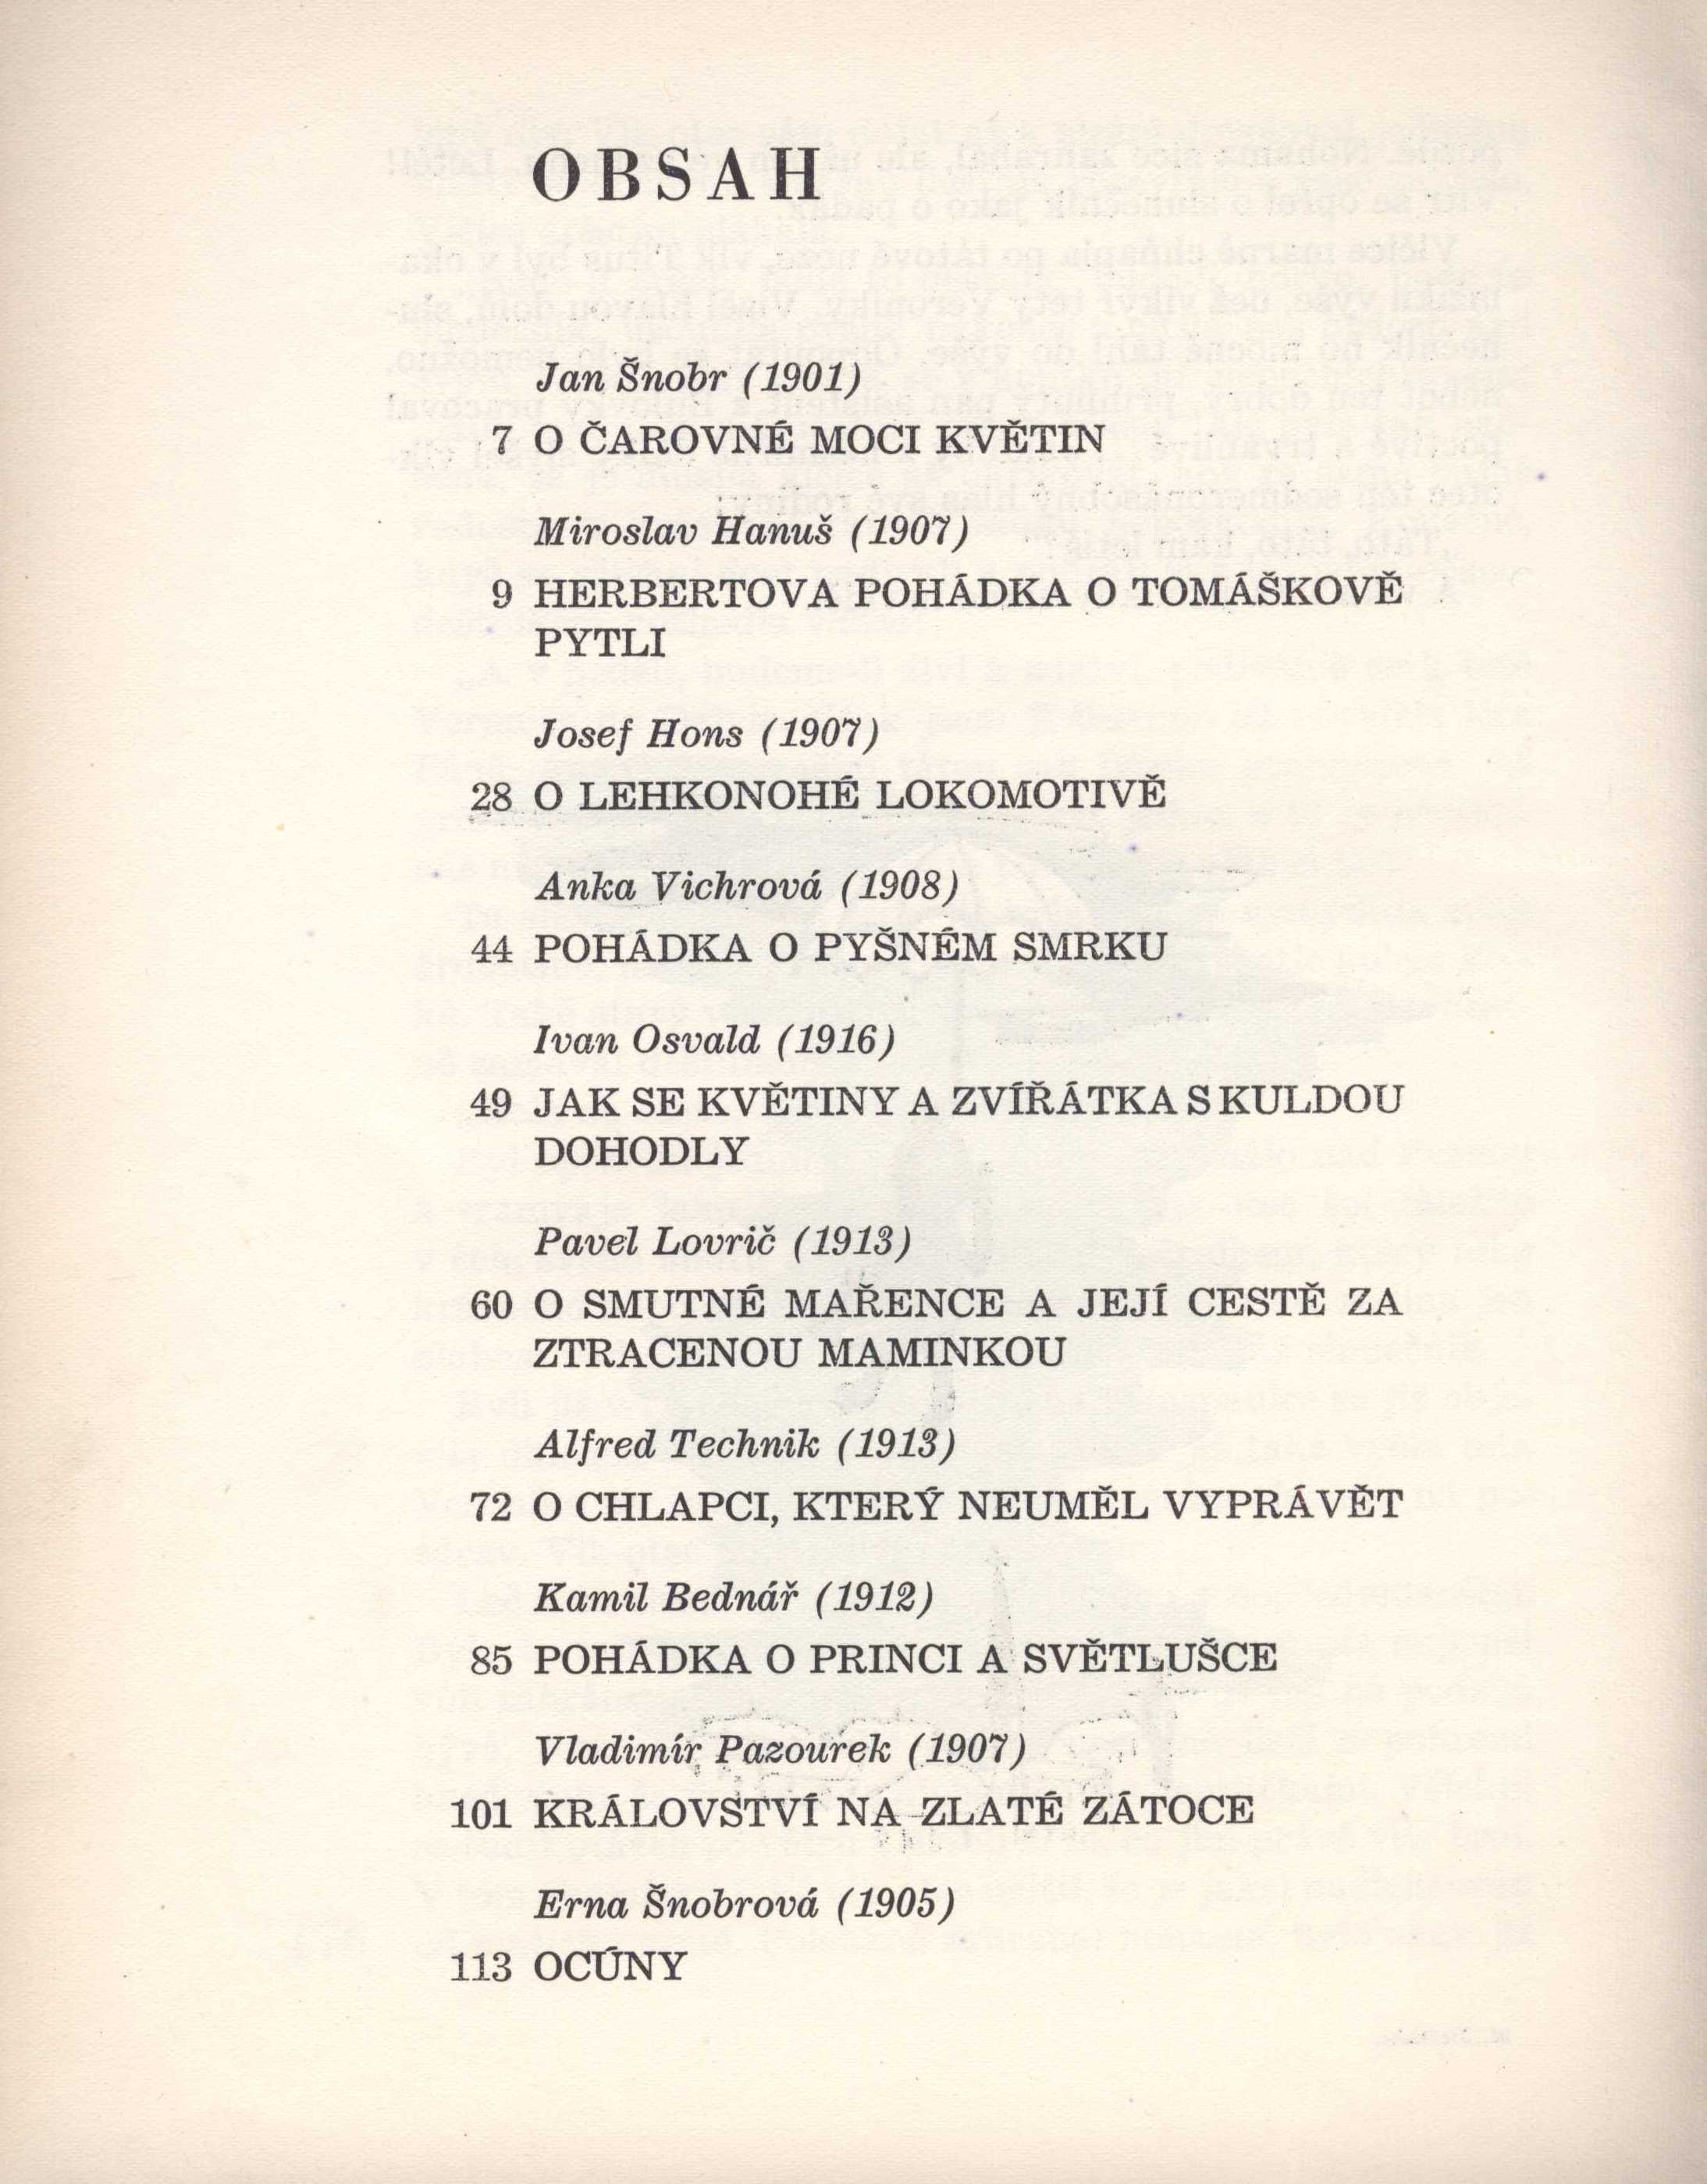 OBSAH
Jan Šnobr (1901)
7 O ČAROVNÉ MOCI KVĚTIN
Miroslav Hanuš (1907)
9 HERBERTOVA POHÁDKA O TOMÁŠKOVĚ
PYTLI
Josef Hons (1907)
28 O LEHKONOHÉ LOKOMOTIVĚ
Anka Vichrová (1908)
44 POHÁDKA O PYŠNÉM SMRKU
Ivan Osvald (1916)
49 JAK SE KVĚTINY A ZVÍŘÁTKA S KULDOU
DOHODLY
Pavel Lovrič (1913)
60 O SMUTNÉ MAŘENCE A JEJÍ CESTĚ ZA
ZTRACENOU MAMINKOU
Alfred Technik (1913)
72 O CHLAPCI, KTERÝ NEUMĚL VYPRÁVĚT
Kamil Bednář (1912)
85 POHÁDKA O PRINCI A SVĚTLUŠCE
Vladimír Pazourek (1907)
101 KRÁLOVSTVÍ NA ZLATÉ ZÁTOCE
Erna Šnobrová (1905)
113 OCÚNY